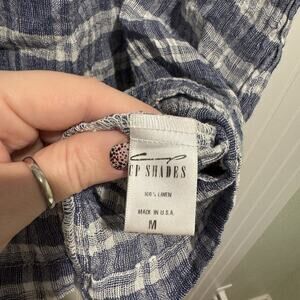 CP SHADES
100% LINEN
MADE IN U.S.A.
M